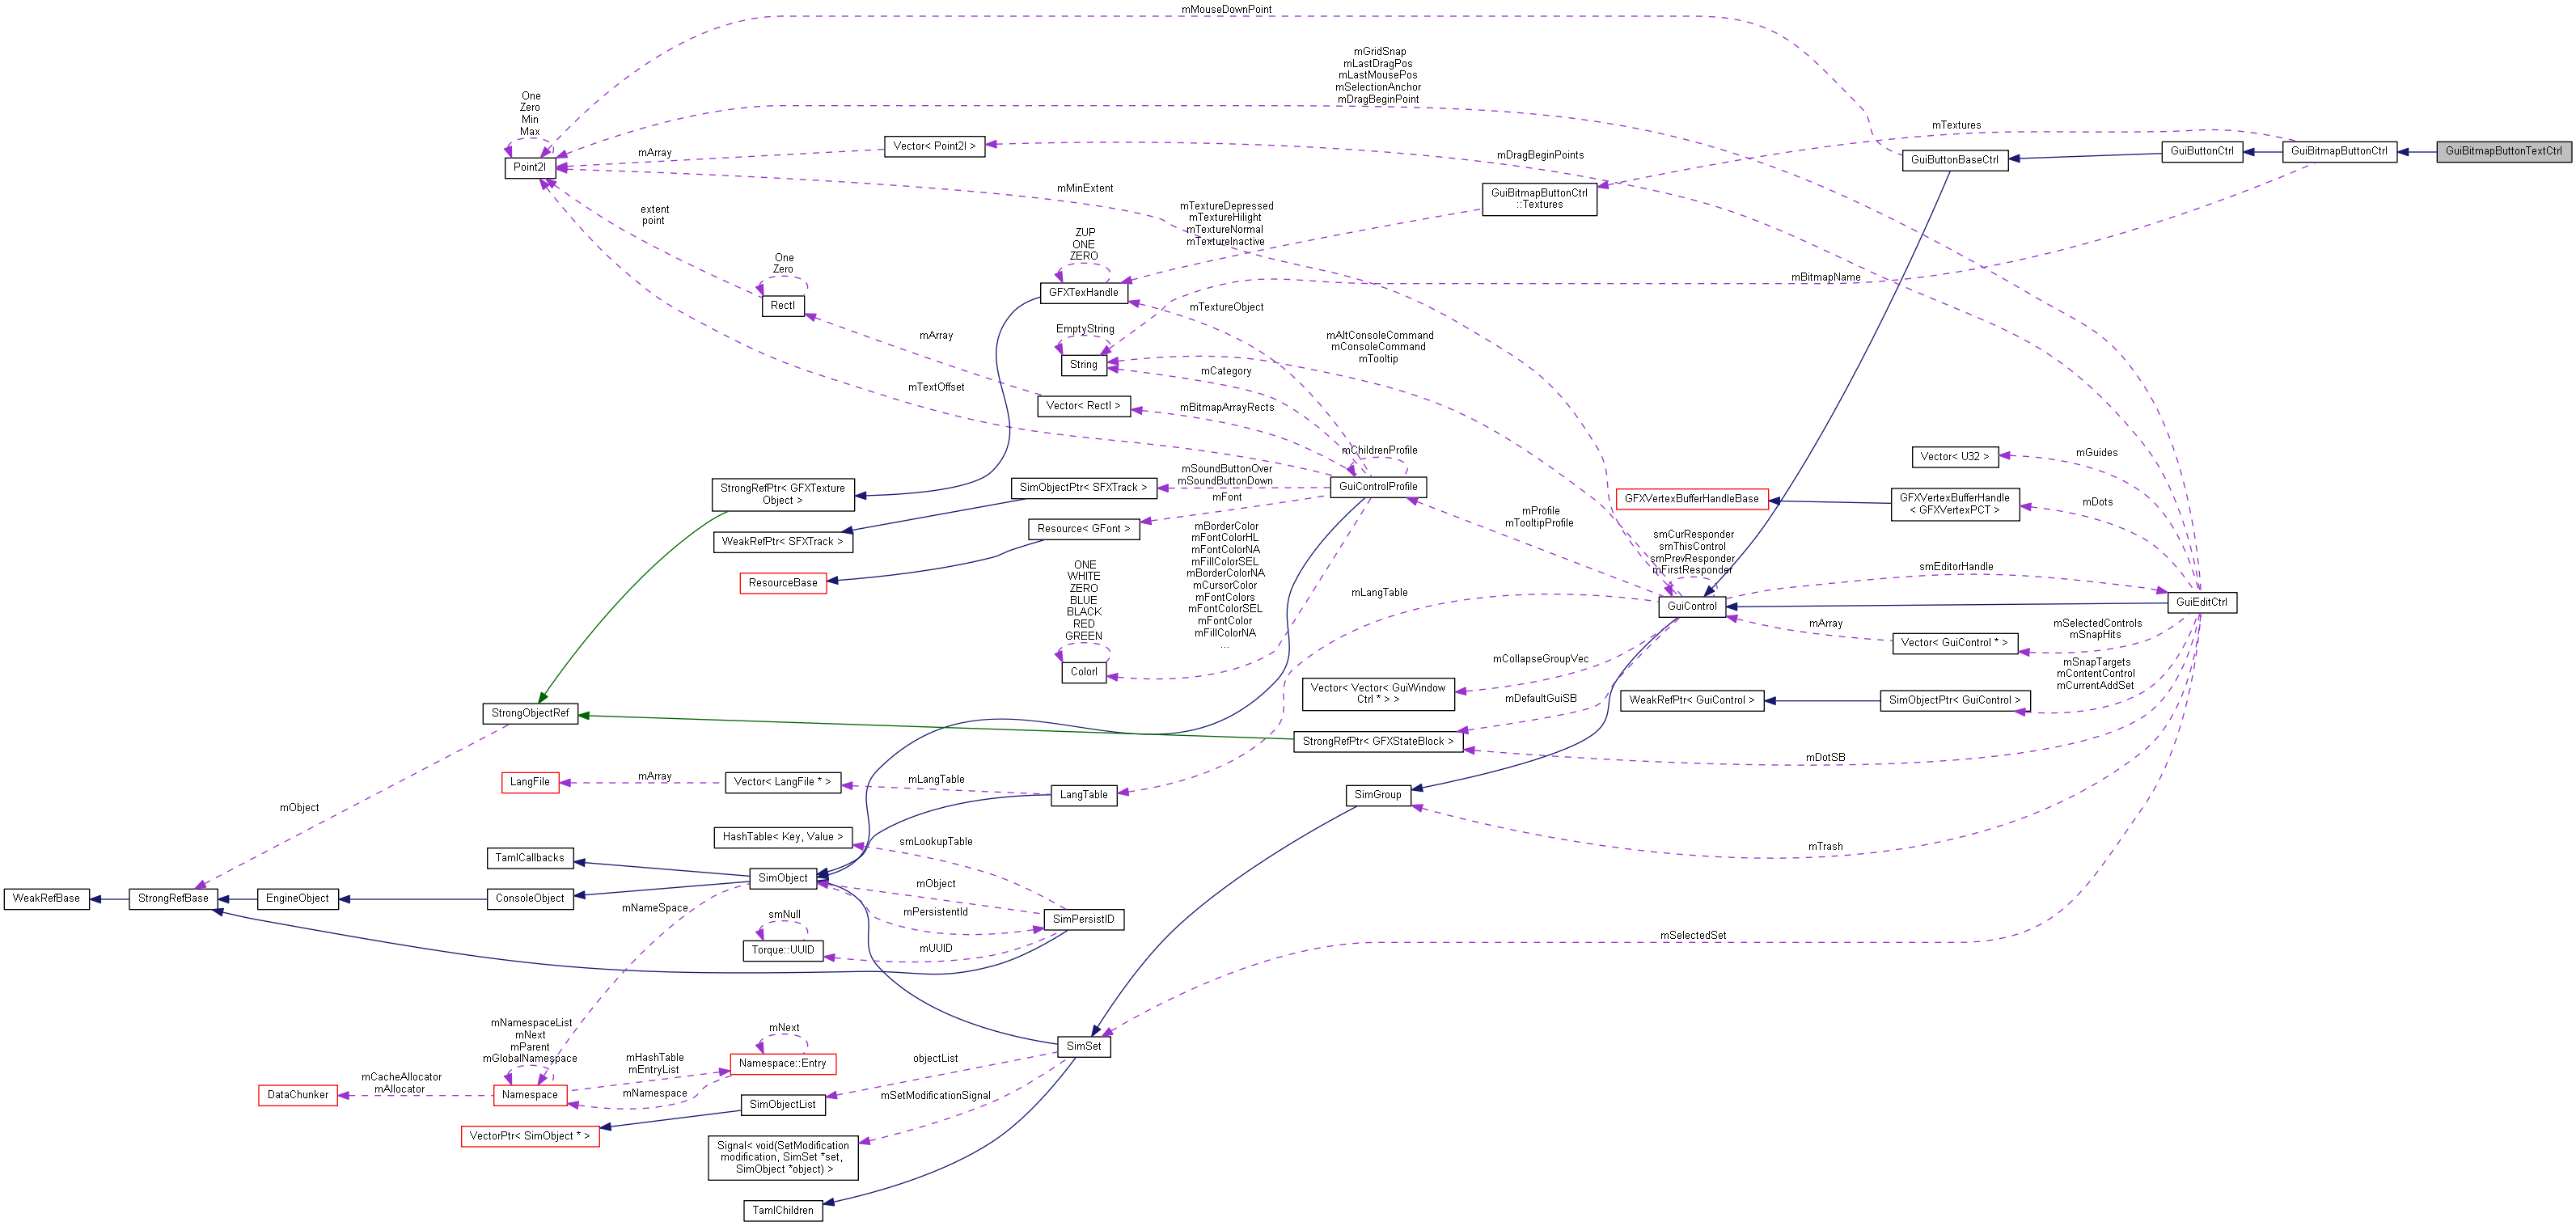 mMouseDownPoint
mGridSnap
mLastDragPos
mLastMousePos
mSelectionAnchor
mDragBeginPoint
One
Zero
Min
Max
mTextures
Vector< Point2I >
mArray
Point2I
mDragBeginPoints
GuiButtonBaseCtrl
GuiButtonCtrl
GuiBitmapButtonCtrl
GuiBitmapButtonTextCtrl
mMinExtent
GuiBitmapButtonCtrl
::Textures
extent
point
mTextureDepressed
mTextureHilight
mTextureNormal
mTextureInactive
ZUP
ONE
ZERO
One
Zero
mBitmapName
GFXTexHandle
RectI
mTextureObject
mArray
EmptyString
mAltConsoleCommand
mConsoleCommand
mTooltip
String
mCategory
mTextOffset
Vector< RectI >
mBitmapArrayRects
mChildrenProfile
mGuides
Vector< U32 >
mSoundButtonOver
mSoundButtonDown
StrongRefPtr< GFXTexture
Object >
SimObjectPtr< SFXTrack >
GuiControlProfile
mFont
GFXVertexBufferHandleBase
GFXVertexBufferHandle
< GFXVertexPCT >
mDots
mProfile
mTooltipProfile
WeakRefPtr< SFXTrack >
Resource< GFont >
mBorderColor
mFontColorHL
mFontColorNA
mFillColorSEL
mBorderColorNA
mCursorColor
mFontColors
mFontColorSEL
mFontColor
mFillColorNA
...
smCurResponder
smThisControl
smPrevResponder
mFirstResponder
smEditorHandle
ResourceBase
ONE
WHITE
ZERO
BLUE
BLACK
RED
GREEN
mLangTable
GuiControl
GuiEditCtrl
mArray
Vector< GuiControl * >
mSelectedControls
mSnapHits
ColorI
mCollapseGroupVec
mSnapTargets
mContentControl
mCurrentAddSet
Vector< Vector< GuiWindow
Ctrl * > >
mDefaultGuiSB
WeakRefPtr< GuiControl >
SimObjectPtr< GuiControl >
StrongObjectRef
StrongRefPtr< GFXStateBlock >
mDotSB
LangFile
mArray
Vector< LangFile * >
mLangTable
LangTable
SimGroup
mObject
HashTable< Key, Value >
smLookupTable
mTrash
TamlCallbacks
SimObject
mObject
WeakRefBase
StrongRefBase
EngineObject
ConsoleObject
mNameSpace
mPersistentId
SimPersistID
smNull
Torque::UUID
mUUID
mSelectedSet
mNamespaceList
mNext
mParent
mGlobalNamespace
mNext
SimSet
mHashTable
mEntryList
Namespace::Entry
objectList
mCacheAllocator
mAllocator
DataChunker
Namespace
mNamespace
SimObjectList
mSetModificationSignal
VectorPtr< SimObject * >
Signal< void(SetModification
modification, SimSet *set,
SimObject *object) >
TamlChildren